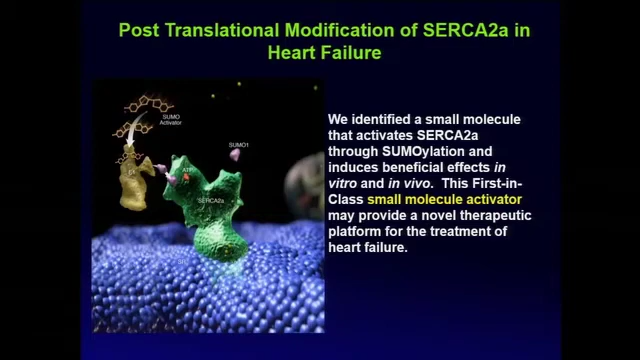 Post Translational Modification of SERCA2a in
Heart Failure
SUMO
Activator
SUMO1
E1
ATP
SERCA2a
We identified a small molecule
that activates SERCA2a
through SUMOylation and
induces beneficial effects in
vitro and in vivo. This First-in-
Class small molecule activator
may provide a novel therapeutic
platform for the treatment of
heart failure.